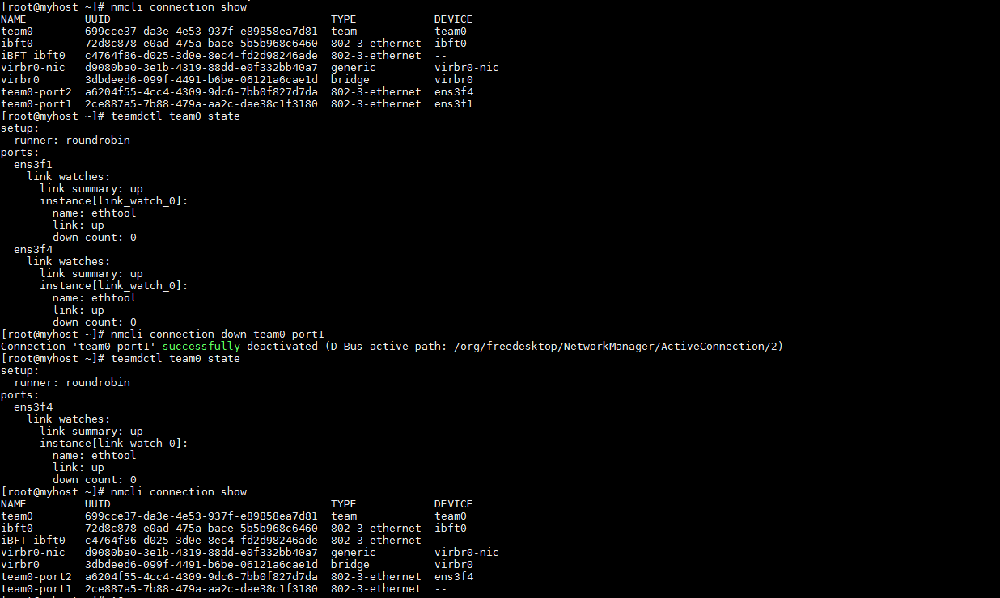 [root@myhost ~]# nmcli connection show
NAME         UUID                                  TYPE            DEVICE
team0        699cce37-da3e-4e53-937f-e89858ea7d81  team            team0
ibft0        72d8c878-e0ad-475a-bace-5b5b968c6460  802-3-ethernet  ibft0
iBFT ibft0   c4764f86-d025-3d0e-8ec4-fd2d98246ade  802-3-ethernet  --
virbr0-nic   d9080ba0-3e1b-4319-88dd-e0f332bb40a7  generic         virbr0-nic
virbr0       3dbdeed6-099f-4491-b6be-06121a6cae1d  bridge          virbr0
team0-port2  a6204f55-4cc4-4309-9dc6-7bb0f827d7da  802-3-ethernet  ens3f4
team0-port1  2ce887a5-7b88-479a-aa2c-dae38c1f3180  802-3-ethernet  ens3f1
[root@myhost ~]# teamdctl team0 state
setup:
  runner: roundrobin
ports:
  ens3f1
    link watches:
      link summary: up
      instance[link_watch_0]:
        name: ethtool
        link: up
        down count: 0
  ens3f4
    link watches:
      link summary: up
      instance[link_watch_0]:
        name: ethtool
        link: up
        down count: 0
[root@myhost ~]# nmcli connection down team0-port1
Connection 'team0-port1' successfully deactivated (D-Bus active path: /org/freedesktop/NetworkManager/ActiveConnection/2)
[root@myhost ~]# teamdctl team0 state
setup:
  runner: roundrobin
ports:
  ens3f4
    link watches:
      link summary: up
      instance[link_watch_0]:
        name: ethtool
        link: up
        down count: 0
[root@myhost ~]# nmcli connection show
NAME         UUID                                  TYPE            DEVICE
team0        699cce37-da3e-4e53-937f-e89858ea7d81  team            team0
ibft0        72d8c878-e0ad-475a-bace-5b5b968c6460  802-3-ethernet  ibft0
iBFT ibft0   c4764f86-d025-3d0e-8ec4-fd2d98246ade  802-3-ethernet  --
virbr0-nic   d9080ba0-3e1b-4319-88dd-e0f332bb40a7  generic         virbr0-nic
virbr0       3dbdeed6-099f-4491-b6be-06121a6cae1d  bridge          virbr0
team0-port2  a6204f55-4cc4-4309-9dc6-7bb0f827d7da  802-3-ethernet  ens3f4
team0-port1  2ce887a5-7b88-479a-aa2c-dae38c1f3180  802-3-ethernet  --